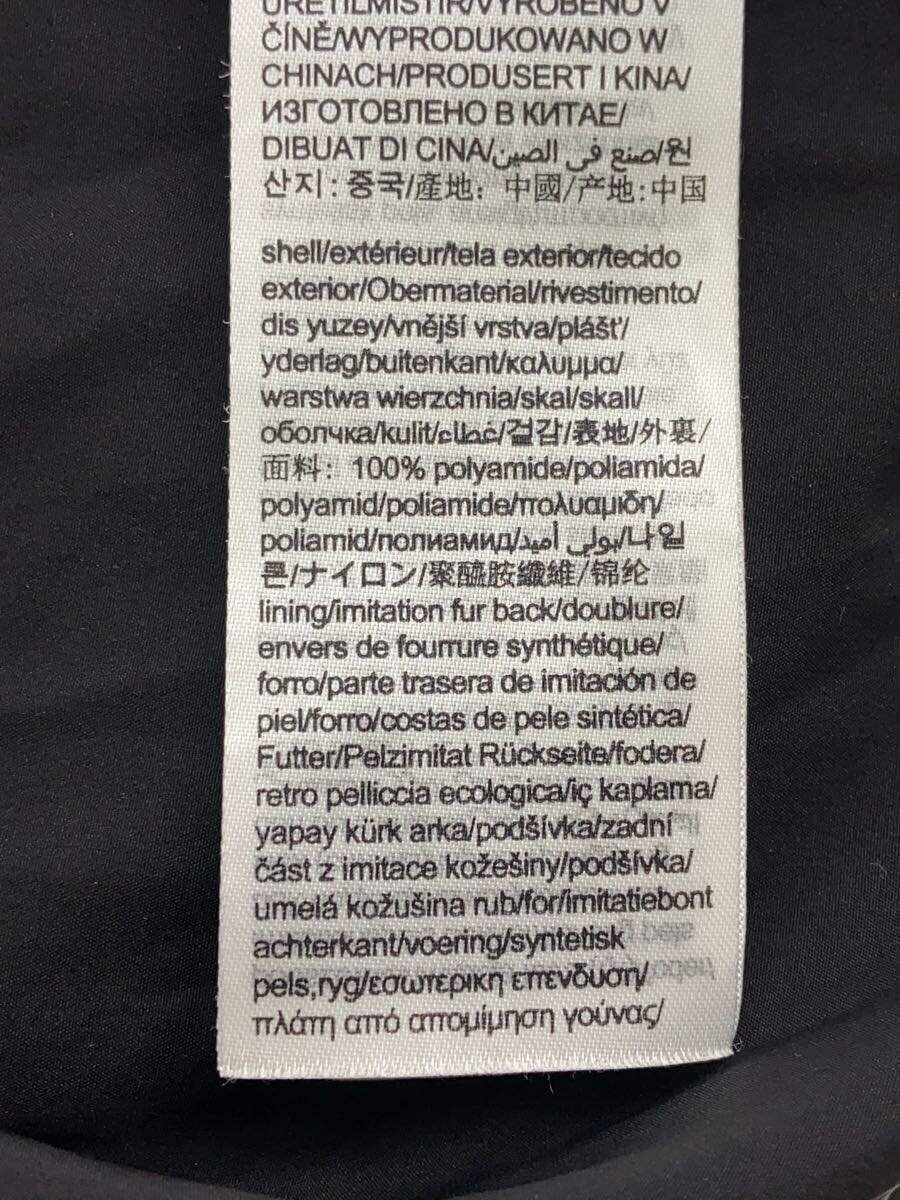 ÜRETİLMİŞTİR/VYROBENO V
ČÍNĚ/WYPRODUKOWANO W
CHINACH/PRODUSERT I KINA/
ИЗГОТОВЛЕНО В КИТАЕ/
DIBUAT DI CINA/صنع في الصين/원
산지: 중국/產地: 中國/产地:中国
shell/extérieur/tela exterior/tecido
exterior/Obermaterial/rivestimento/
dis yuzey/vnější vrstva/plášť/
yderlag/buitenkant/καλυμμα/
warstwa wierzchnia/skal/skall/
оболчка/kulit/غطاء/겉감/表地/外裏/
面料: 100% polyamide/poliamida/
polyamid/poliamide/πολυαμιδη/
poliamid/полиамид/بولي أميد/나일
론/ナイロン/聚醯胺纖維/锦纶
lining/imitation fur back/doublure/
envers de fourrure synthétique/
forro/parte trasera de imitación de
piel/forro/costas de pele sintética/
Futter/Pelzimitat Rückseite/fodera/
retro pelliccia ecologica/iç kaplama/
yapay kürk arka/podšívka/zadní
část z imitace kožešiny/podšívka/
umelá kožušina rub/for/imitatiebont
achterkant/voering/syntetisk
pels,ryg/εσωτερικη επενδυση/
πλάτη από απομίμηση γούνας/